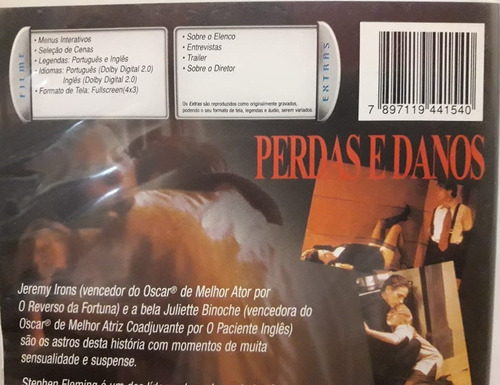 FILME
• Menus Interativos
• Seleção de Cenas
• Legendas: Português e Inglês
• Idiomas: Português (Dolby Digital 2.0)
Inglês (Dolby Digital 2.0)
• Formato de Tela: Fullscreen(4x3)
• Sobre o Elenco
• Entrevistas
• Trailer
• Sobre o Diretor
Os Extras são reproduzidos como originalmente gravados,
podendo o seu formato de tela, legendas e áudio, serem variados.
EXTRAS
7 897119 441540
PERDAS E DANOS
Jeremy Irons (vencedor do Oscar® de Melhor Ator por
O Reverso da Fortuna) e a bela Juliette Binoche (vencedora do
Oscar® de Melhor Atriz Coadjuvante por O Paciente Inglês)
são os astros desta história com momentos de muita
sensualidade e suspense.
Stephen Fleming é um dos